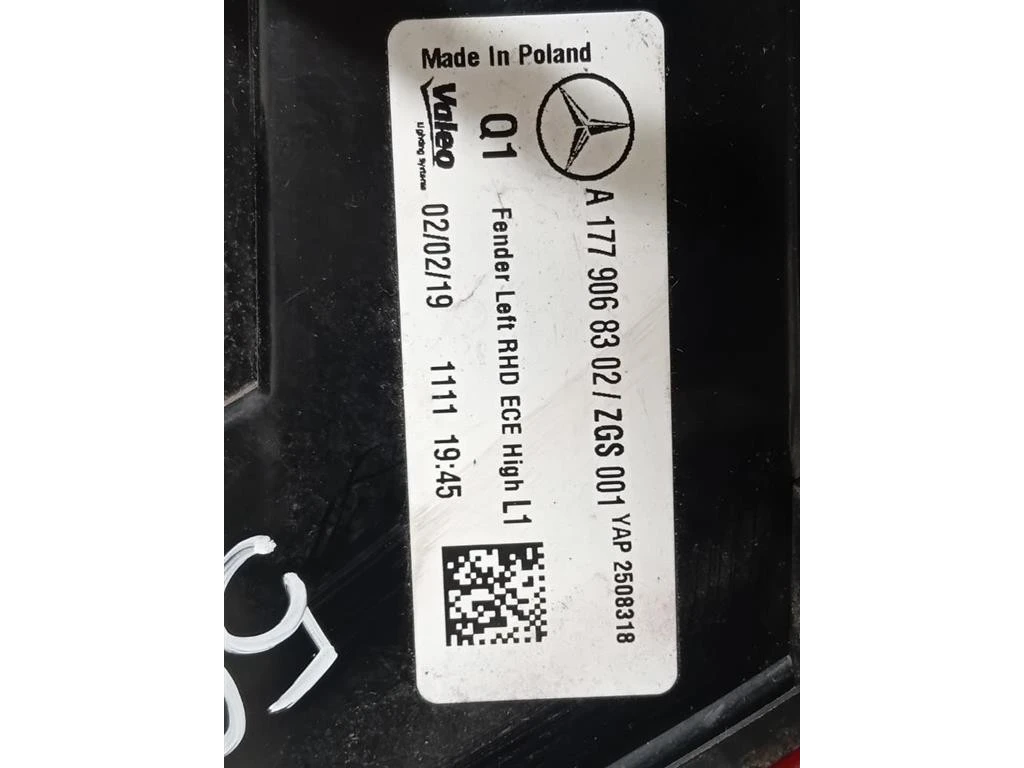 Made In Poland
A 177 906 83 02 / ZGS 001 YAP 2508318
Q1 Fender Left RHD ECE High L1
Valeo 02/02/19 1111 19:45
Lighting Systems
5